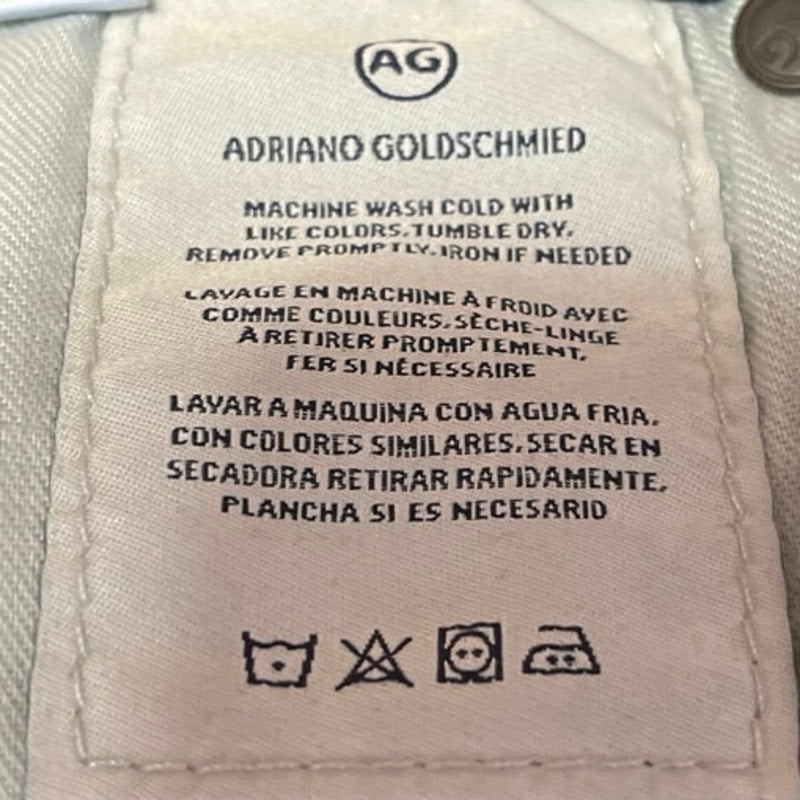 AG
ADRIANO GOLDSCHMIED
MACHINE WASH COLD WITH
LIKE COLORS. TUMBLE DRY.
REMOVE PROMPTLY. IRON IF NEEDED
LAVAGE EN MACHINE À FROID AVEC
COMME COULEURS. SÈCHE-LINGE
À RETIRER PROMPTEMENT.
FER SI NÉCESSAIRE
LAVAR A MAQUINA CON AGUA FRIA.
CON COLORES SIMILARES. SECAR EN
SECADORA RETIRAR RAPIDAMENTE.
PLANCHA SI ES NECESARIO